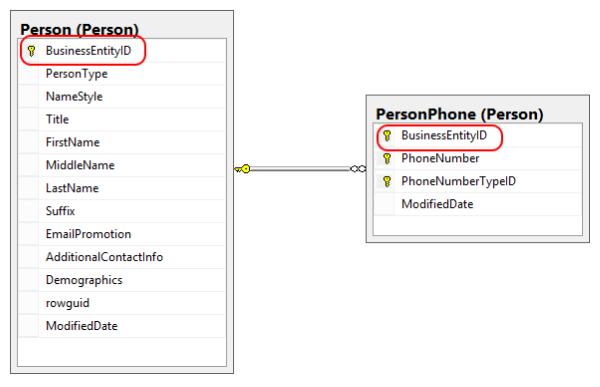 Person (Person)
BusinessEntityID
PersonType
NameStyle
Title
FirstName
MiddleName
LastName
Suffix
EmailPromotion
AdditionalContactInfo
Demographics
rowguid
ModifiedDate
PersonPhone (Person)
BusinessEntityID
PhoneNumber
PhoneNumberTypeID
ModifiedDate